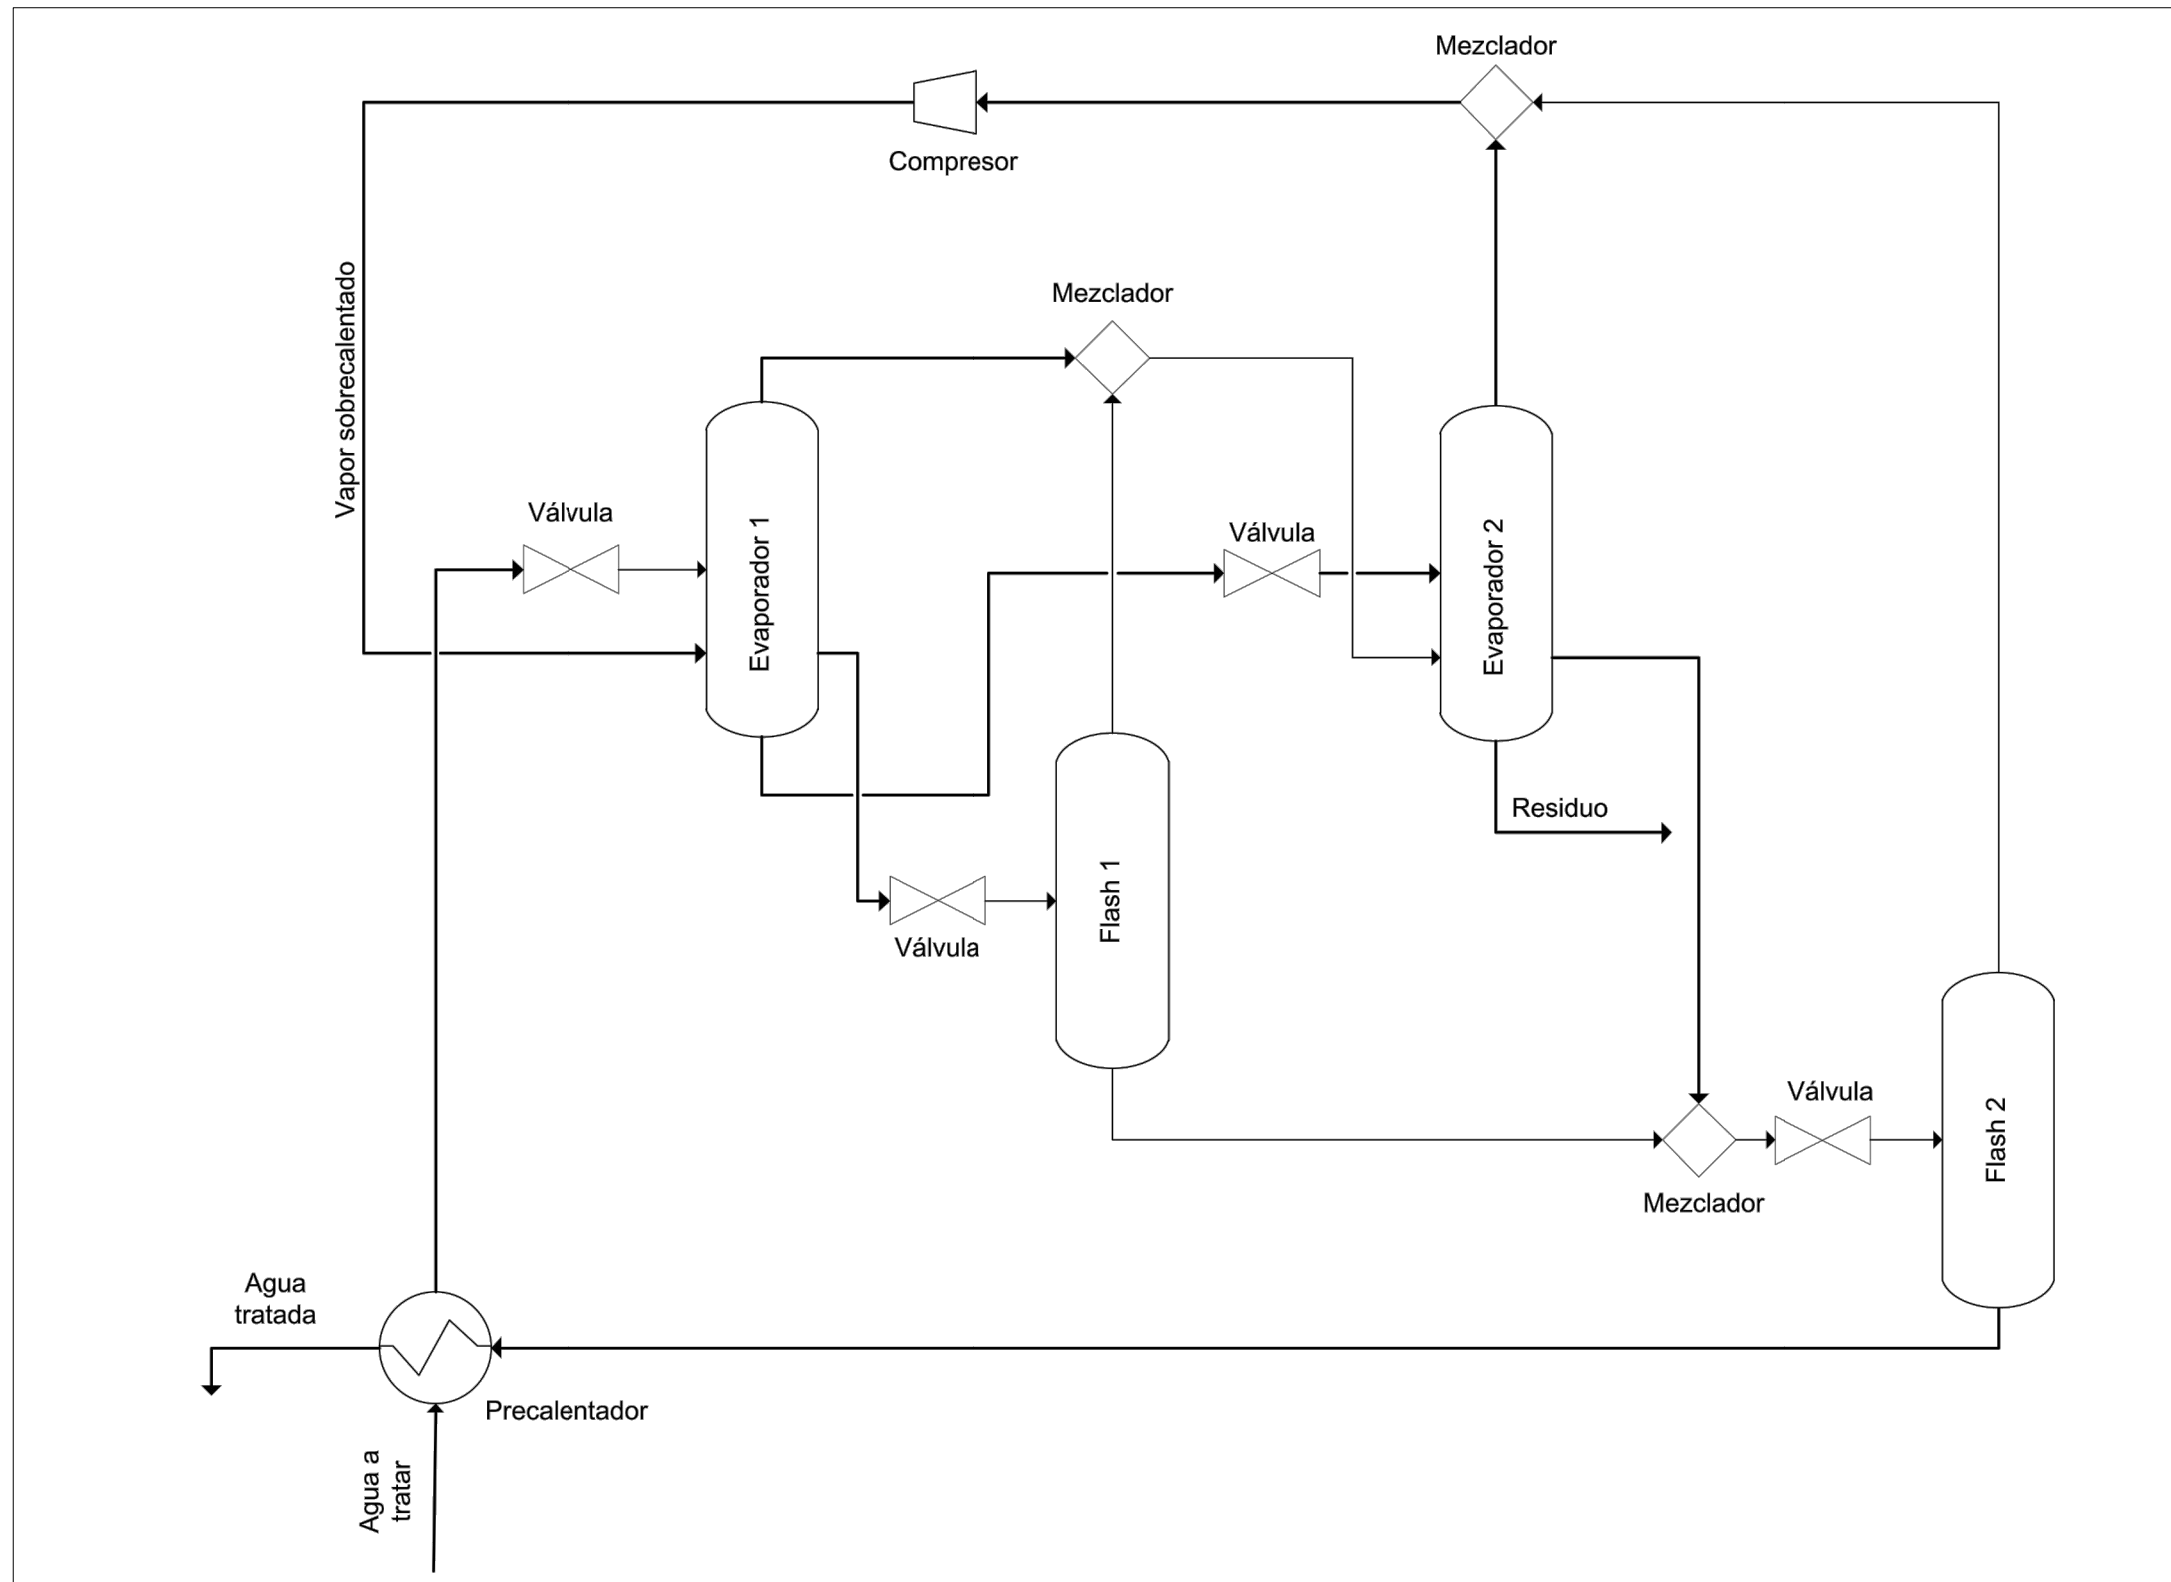 Mezclador
Compresor
Vapor sobrecalentado
Mezclador
Válvula
Válvula
Evaporador 1
Evaporador 2
Residuo
Flash 1
Válvula
Válvula
Flash 2
Mezclador
Agua
tratada
Precalentador
Agua a
tratar